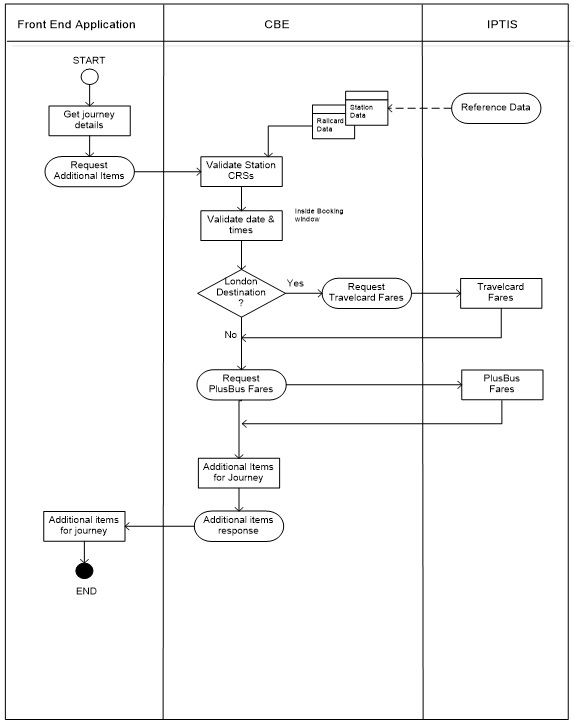 Front End Application
CBE
IPTIS
START
Get journey
details
Request
Additional Items
Railcard
Data
Station
Data
Reference Data
Validate Station
CRSs
Validate date &
times
Inside Booking
window
London
Destination
?
Yes
Request
Travelcard Fares
Travelcard
Fares
No
Request
PlusBus Fares
PlusBus
Fares
Additional Items
for Journey
Additional items
response
Additional items
for journey
END